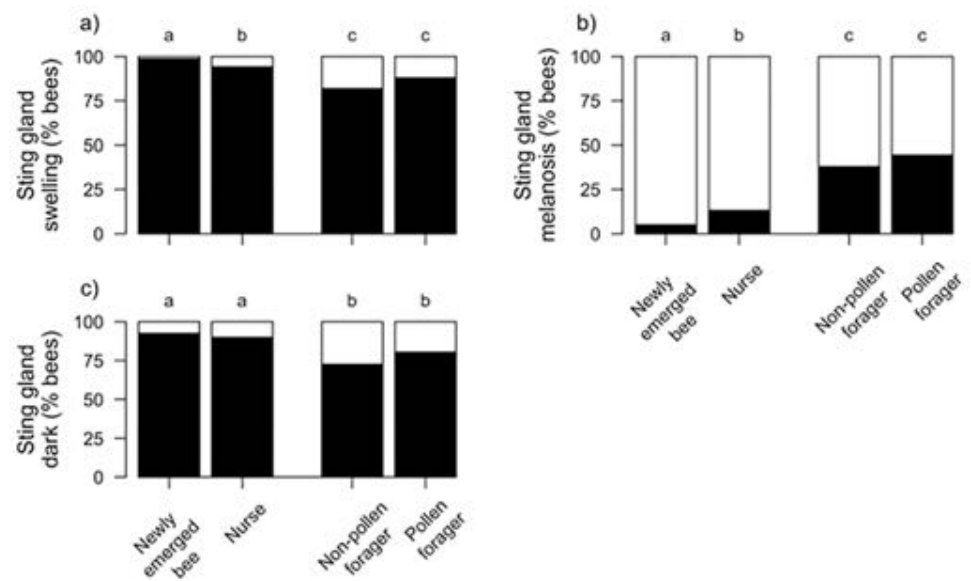 a)
a b c c
Sting gland
swelling (% bees)
100
75
50
25
0
b)
a b c c
Sting gland
melanosis (% bees)
100
75
50
25
0
Newly
emerged
bee
Nurse
Non-pollen
forager
Pollen
forager
c)
a a b b
Sting gland
dark (% bees)
100
75
50
25
0
Newly
emerged
bee
Nurse
Non-pollen
forager
Pollen
forager